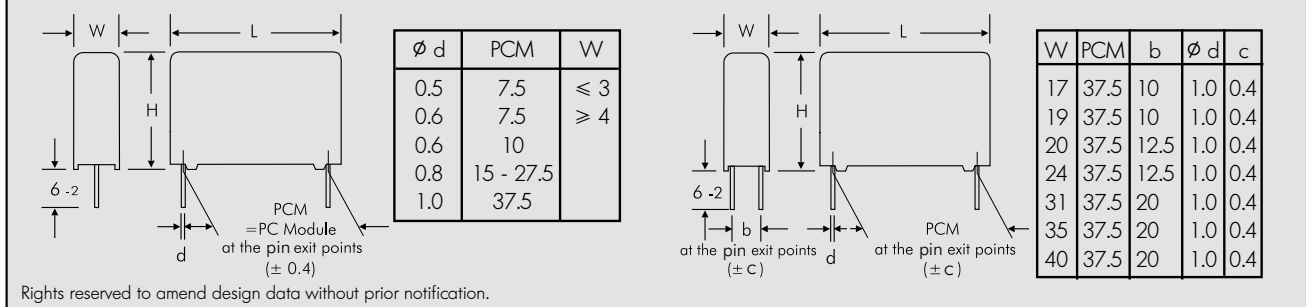 W
L
H
6 -2
d
PCM
=PC Module
at the pin exit points
(± 0.4)
Ø d PCM W
0.5 7.5 ≤ 3
0.6 7.5 ≥ 4
0.6 10
0.8 15 - 27.5
1.0 37.5
W
L
H
6 -2
b
at the pin exit points
(± c)
d
PCM
at the pin exit points
(± c)
W PCM b Ø d c
17 37.5 10 1.0 0.4
19 37.5 10 1.0 0.4
20 37.5 12.5 1.0 0.4
24 37.5 12.5 1.0 0.4
31 37.5 20 1.0 0.4
35 37.5 20 1.0 0.4
40 37.5 20 1.0 0.4
Rights reserved to amend design data without prior notification.